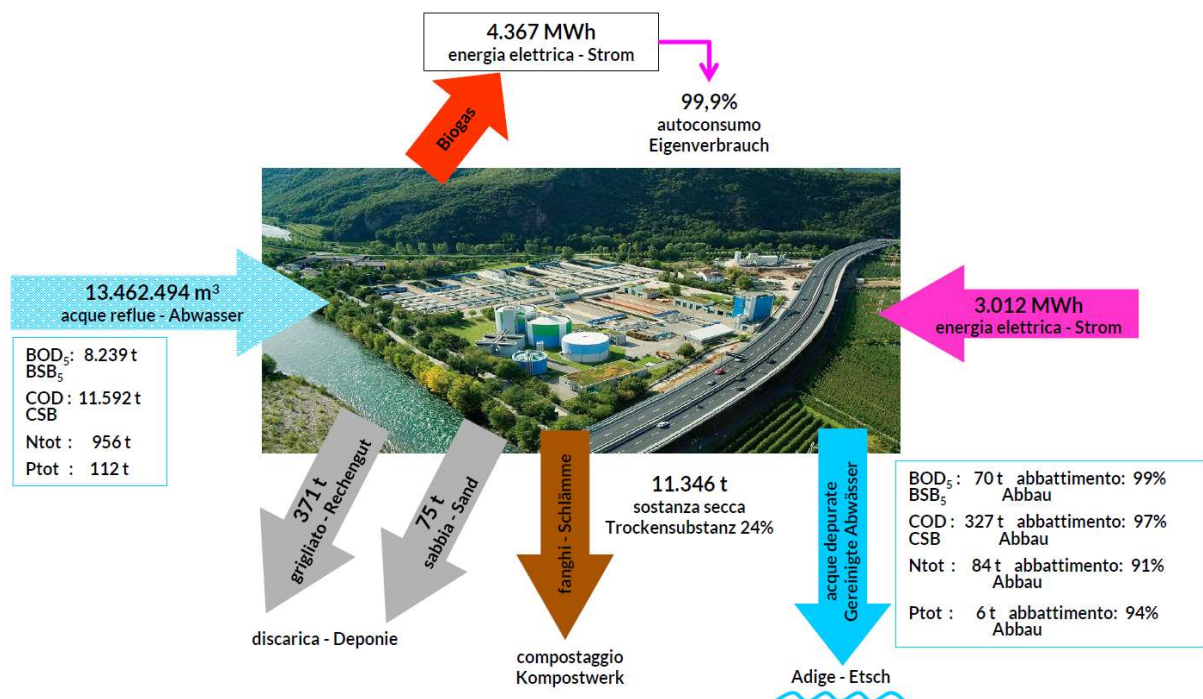 4.367 MWh
energia elettrica - Strom
Biogas
99,9%
autoconsumo
Eigenverbrauch
13.462.494 m³
acque reflue - Abwasser
BOD₅: 8.239 t
BSB₅
COD : 11.592 t
CSB
Ntot : 956 t
Ptot : 112 t
3.012 MWh
energia elettrica - Strom
371 t
grigliato - Rechengut
75 t
sabbia - Sand
discarica - Deponie
fanghi - Schlämme
11.346 t
sostanza secca
Trockensubstanz 24%
compostaggio
Kompostwerk
acque depurate
Gereinigte Abwässer
Adige - Etsch
BOD₅ : 70 t abbattimento: 99%
BSB₅ Abbau
COD : 327 t abbattimento: 97%
CSB Abbau
Ntot : 84 t abbattimento: 91%
Abbau
Ptot : 6 t abbattimento: 94%
Abbau